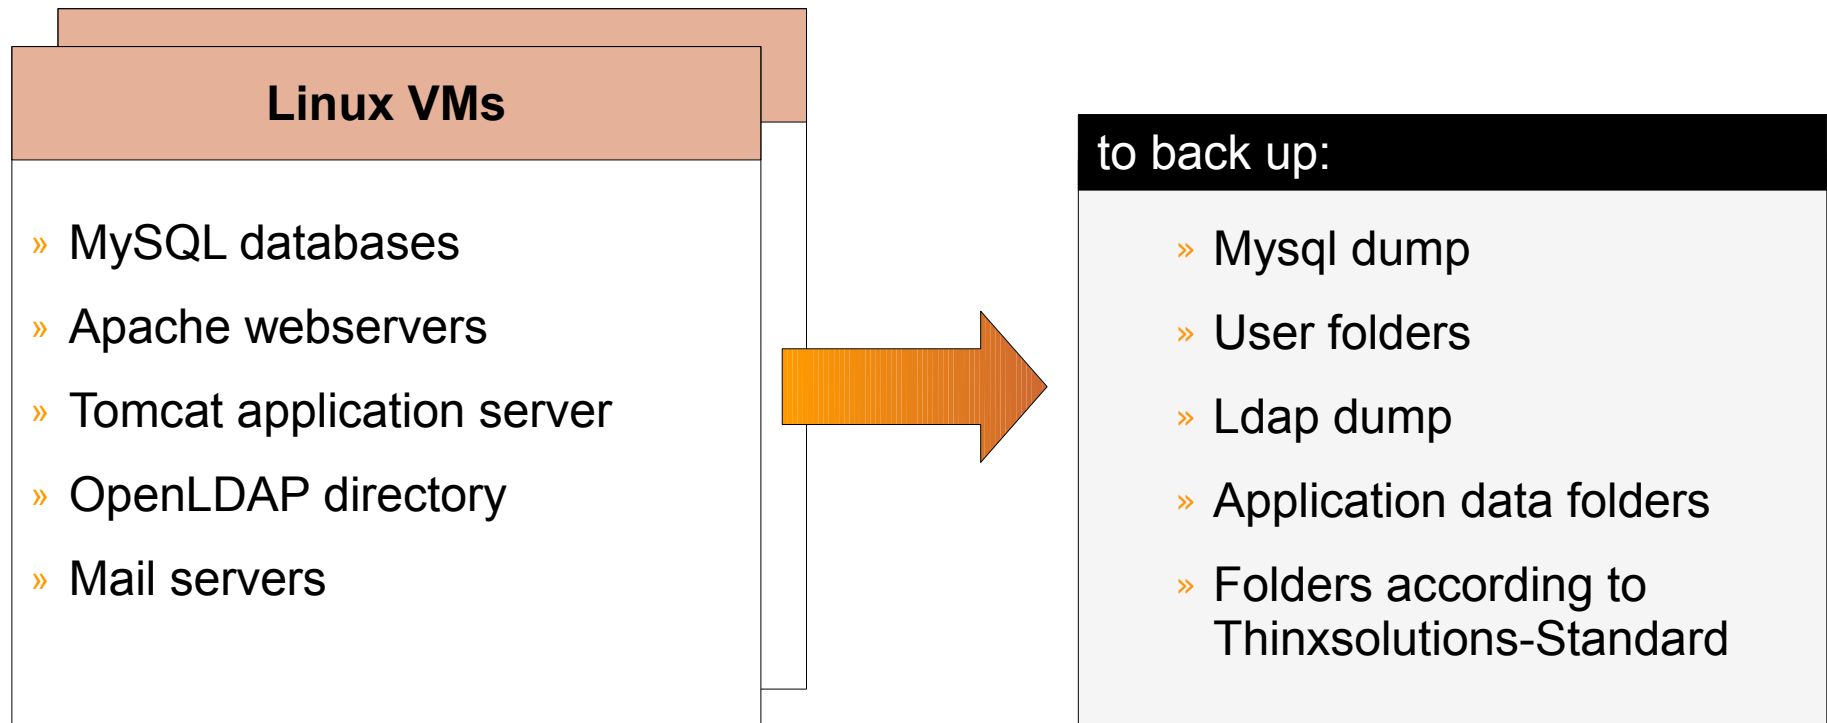 Linux VMs
» MySQL databases
» Apache webservers
» Tomcat application server
» OpenLDAP directory
» Mail servers
to back up:
» Mysql dump
» User folders
» Ldap dump
» Application data folders
» Folders according to
Thinxsolutions-Standard